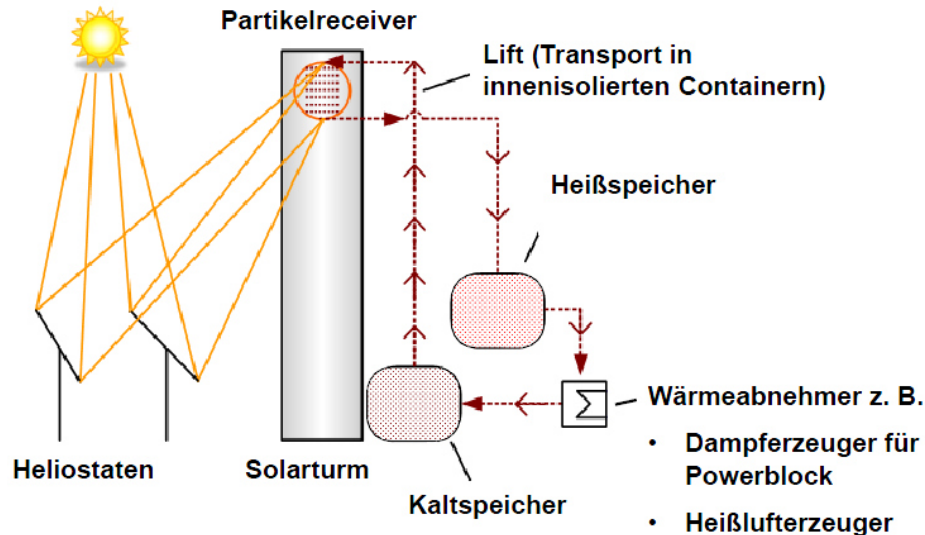 Partikelreceiver
Lift (Transport in
innenisolierten Containern)
Heißspeicher
Wärmeabnehmer z. B.
• Dampferzeuger für
Powerblock
• Heißlufterzeuger
Heliostaten
Solarturm
Kaltspeicher